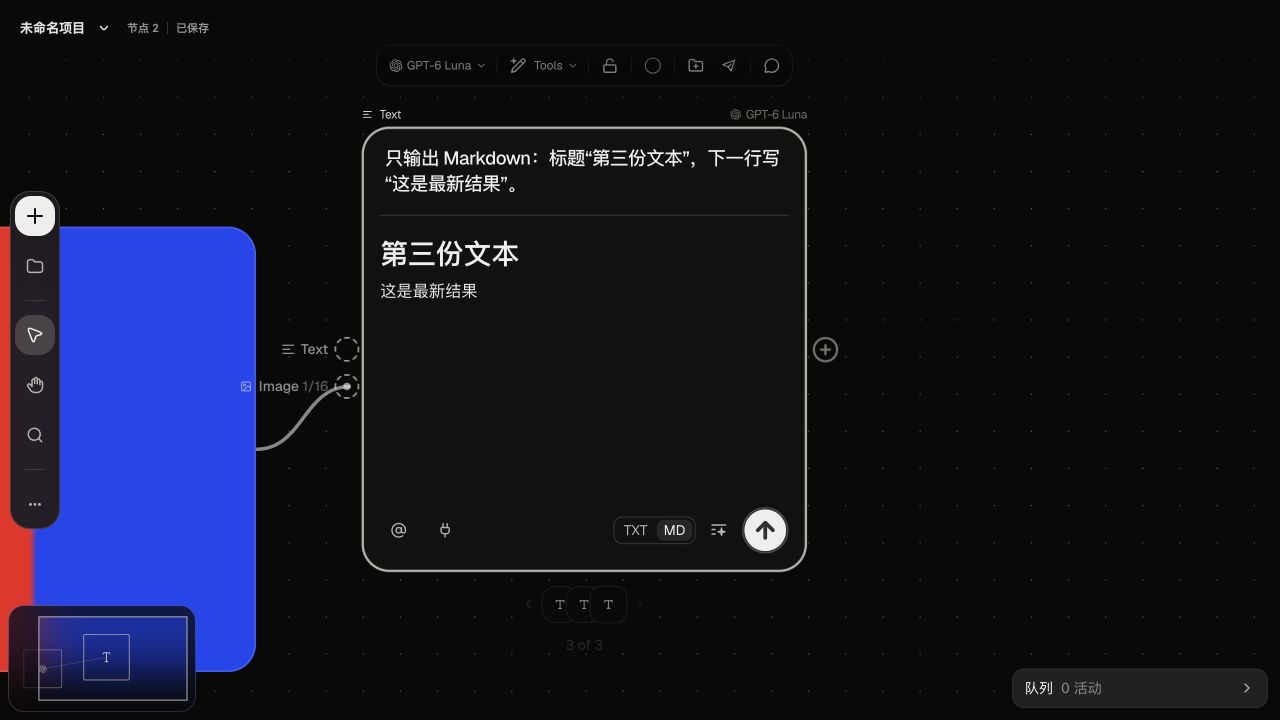 未命名项目
节点 2 | 已保存
GPT-6 Luna
Tools
Text
GPT-6 Luna
只输出 Markdown：标题“第三份文本”，下一行写
“这是最新结果”。
第三份文本
这是最新结果
Text
Image 1/16
TXT MD
T T T
3 of 3
T
队列 0 活动